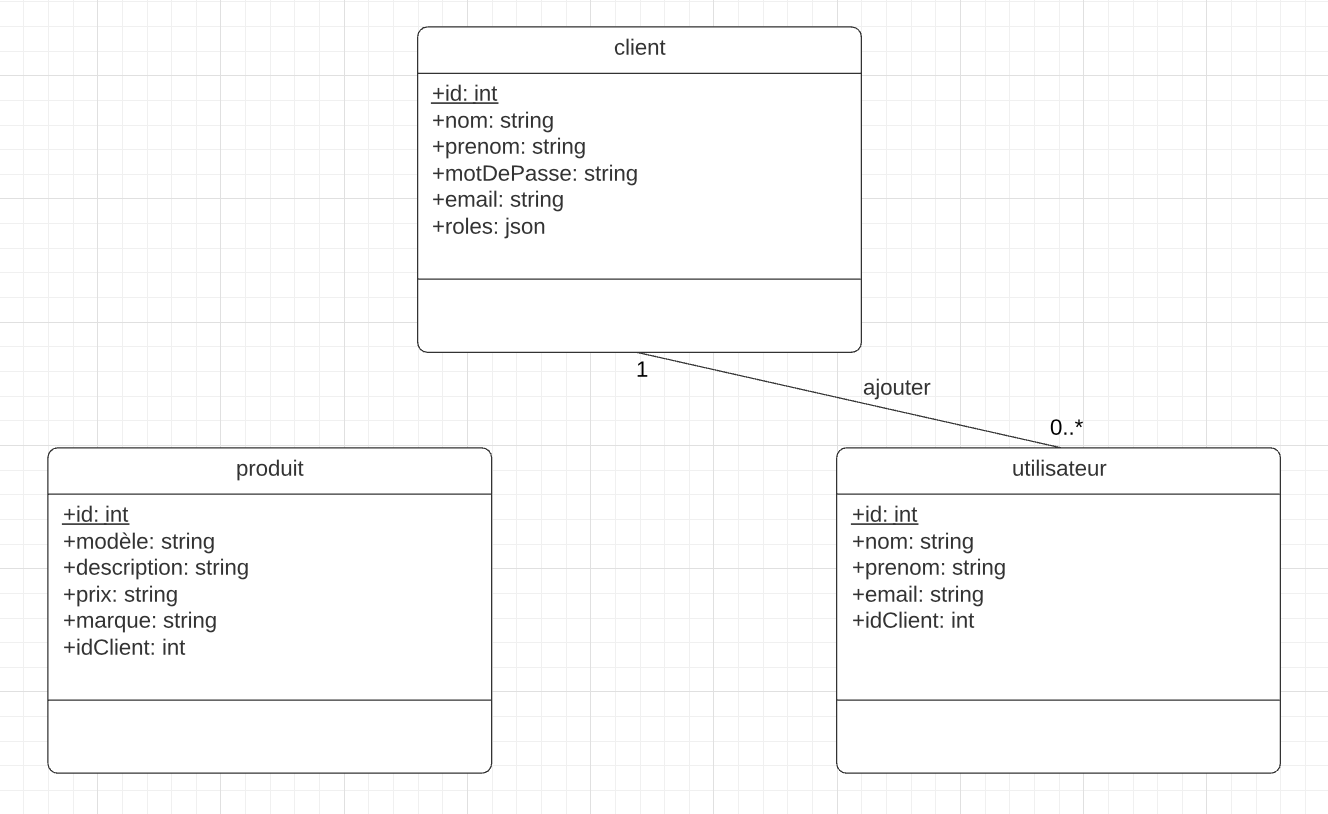 client
+id: int
+nom: string
+prenom: string
+motDePasse: string
+email: string
+roles: json
1
ajouter
0..*
produit
+id: int
+modèle: string
+description: string
+prix: string
+marque: string
+idClient: int
utilisateur
+id: int
+nom: string
+prenom: string
+email: string
+idClient: int